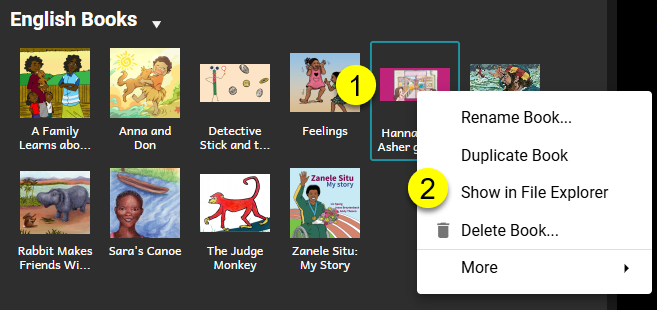 English Books
1
A Family
Learns abo...
Anna and
Don
Detective
Stick and t...
Feelings
Hanna
Asher g
Rename Book...
Duplicate Book
2
Show in File Explorer
Delete Book...
More
Rabbit Makes
Friends Wi...
Sara's Canoe
The Judge
Monkey
Zanele Situ
My story
Zanele Situ:
My Story